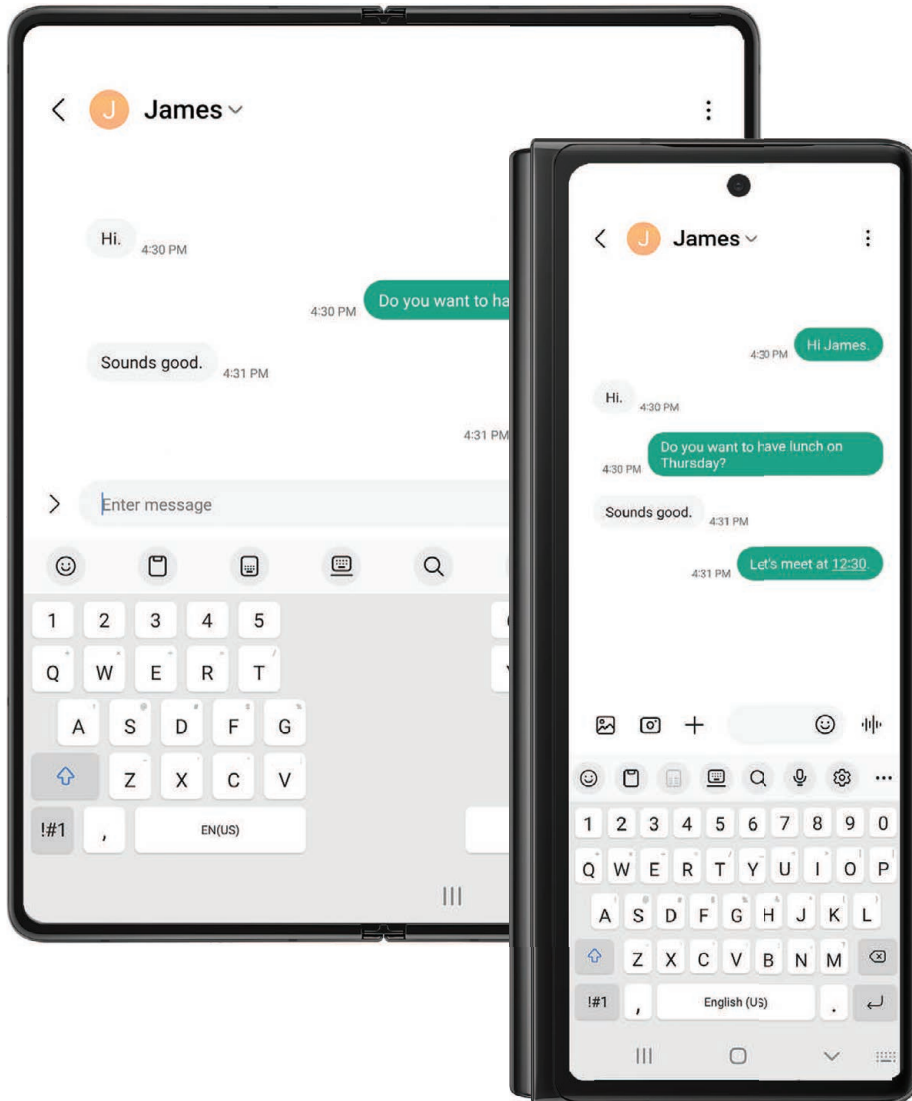 James
Hi.
4:30 PM
4:30 PM
Do you want to
Sounds good.
4:31 PM
4:31 PM
Enter message
1 2 3 4 5
Q W E R T
A S D F G
Z X C V
!#1 , EN(US)
James
4:30 PM
Hi James.
Hi.
4:30 PM
Do you want to have lunch on
Thursday?
4:30 PM
Sounds good.
4:31 PM
4:31 PM
Let's meet at 12:30.
1 2 3 4 5 6 7 8 9 0
Q W E R T Y U I O P
A S D F G H J K L
Z X C V B N M
!#1 , English (US) .